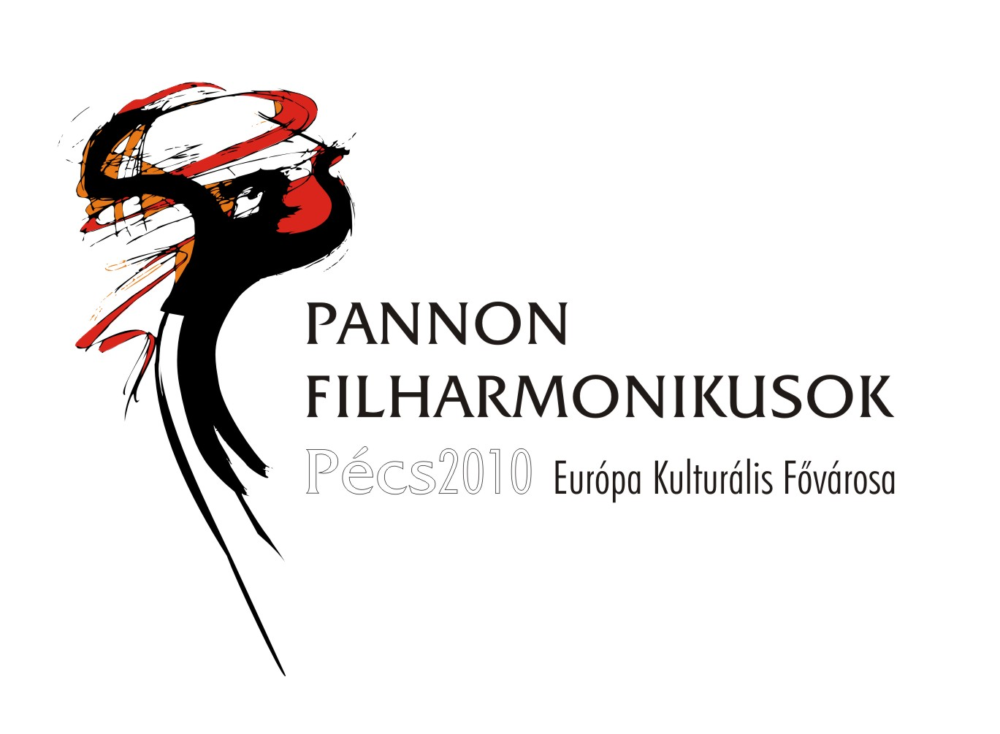 PANNON
FILHARMONIKUSOK
Pécs2010 Európa Kulturális Fővárosa